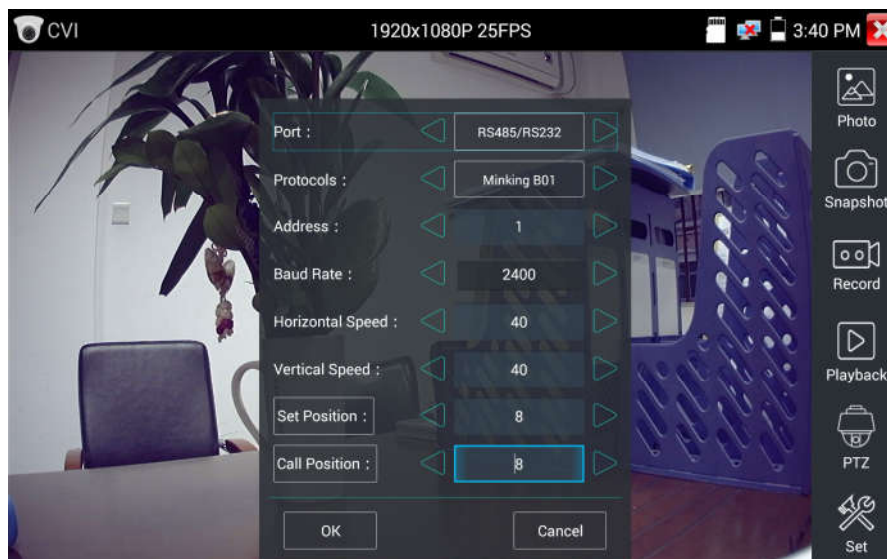 CVI 1920x1080P 25FPS 3:40 PM
Port : RS485/RS232
Protocols : Minking B01
Address : 1
Baud Rate : 2400
Horizontal Speed : 40
Vertical Speed : 40
Set Position : 8
Call Position : 8
OK Cancel
Photo
Snapshot
Record
Playback
PTZ
Set